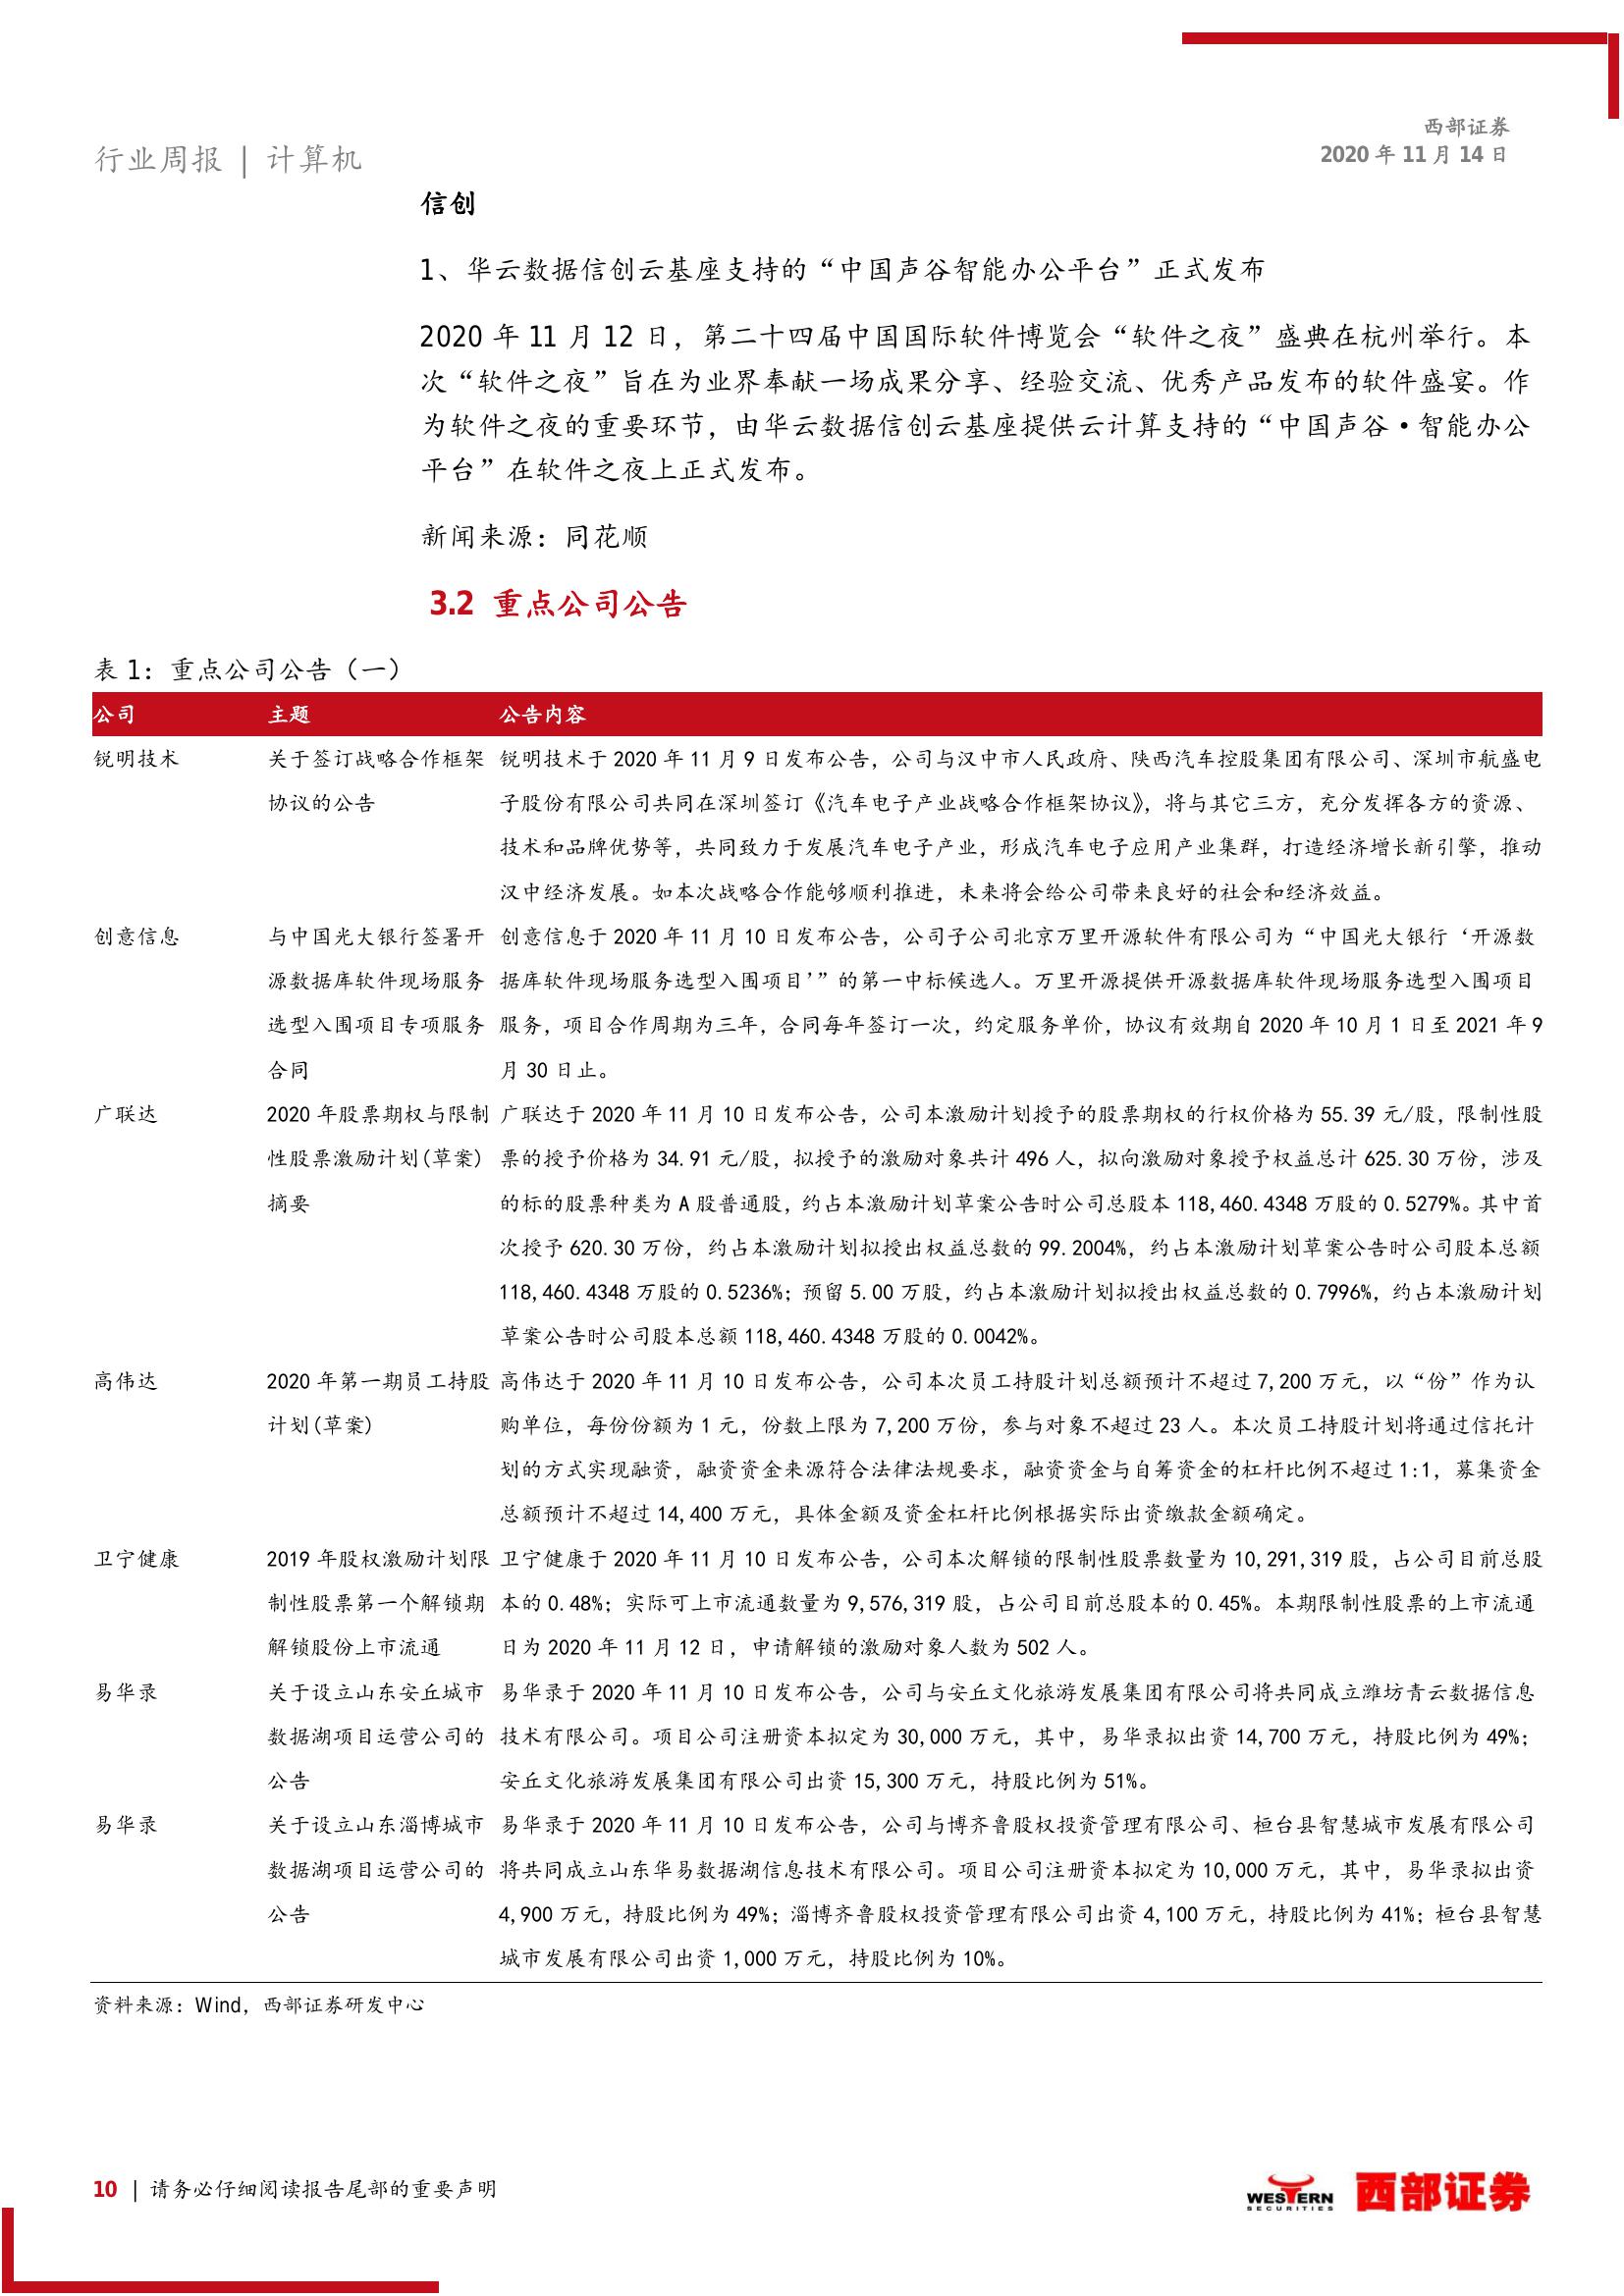 西部证券
行业周报 | 计算机
2020 年 11 月 14 日
信创
1、华云数据信创云基座支持的“中国声谷智能办公平台”正式发布
2020 年 11 月 12 日，第二十四届中国国际软件博览会“软件之夜”盛典在杭州举行。本
次“软件之夜”旨在为业界奉献一场成果分享、经验交流、优秀产品发布的软件盛宴。作
为软件之夜的重要环节，由华云数据信创云基座提供云计算支持的“中国声谷·智能办公
平台”在软件之夜上正式发布。
新闻来源：同花顺
3.2 重点公司公告
表 1：重点公司公告（一）
公司 主题 公告内容
锐明技术 关于签订战略合作框架 锐明技术于 2020 年 11 月 9 日发布公告，公司与汉中市人民政府、陕西汽车控股集团有限公司、深圳市航盛电
协议的公告 子股份有限公司共同在深圳签订《汽车电子产业战略合作框架协议》，将与其它三方，充分发挥各方的资源、
技术和品牌优势等，共同致力于发展汽车电子产业，形成汽车电子应用产业集群，打造经济增长新引擎，推动
汉中经济发展。如本次战略合作能够顺利推进，未来将会给公司带来良好的社会和经济效益。
创意信息 与中国光大银行签署开 创意信息于 2020 年 11 月 10 日发布公告，公司子公司北京万里开源软件有限公司为“中国光大银行‘开源数
源数据库软件现场服务 据库软件现场服务选型入围项目’”的第一中标候选人。万里开源提供开源数据库软件现场服务选型入围项目
选型入围项目专项服务 服务，项目合作周期为三年，合同每年签订一次，约定服务单价，协议有效期自 2020 年 10 月 1 日至 2021 年 9
合同 月 30 日止。
广联达 2020 年股票期权与限制 广联达于 2020 年 11 月 10 日发布公告，公司本激励计划授予的股票期权的行权价格为 55.39 元/股，限制性股
性股票激励计划(草案) 票的授予价格为 34.91 元/股，拟授予的激励对象共计 496 人，拟向激励对象授予权益总计 625.30 万份，涉及
摘要 的标的股票种类为 A 股普通股，约占本激励计划草案公告时公司总股本 118,460.4348 万股的 0.5279%。其中首
次授予 620.30 万份，约占本激励计划拟授出权益总数的 99.2004%，约占本激励计划草案公告时公司股本总额
118,460.4348 万股的 0.5236%；预留 5.00 万股，约占本激励计划拟授出权益总数的 0.7996%，约占本激励计划
草案公告时公司股本总额 118,460.4348 万股的 0.0042%。
高伟达 2020 年第一期员工持股 高伟达于 2020 年 11 月 10 日发布公告，公司本次员工持股计划总额预计不超过 7,200 万元，以“份”作为认
计划(草案) 购单位，每份份额为 1 元，份数上限为 7,200 万份，参与对象不超过 23 人。本次员工持股计划将通过信托计
划的方式实现融资，融资资金来源符合法律法规要求，融资资金与自筹资金的杠杆比例不超过 1:1，募集资金
总额预计不超过 14,400 万元，具体金额及资金杠杆比例根据实际出资缴款金额确定。
卫宁健康 2019 年股权激励计划限 卫宁健康于 2020 年 11 月 10 日发布公告，公司本次解锁的限制性股票数量为 10,291,319 股，占公司目前总股
制性股票第一个解锁期 本的 0.48%；实际可上市流通数量为 9,576,319 股，占公司目前总股本的 0.45%。本期限制性股票的上市流通
解锁股份上市流通 日为 2020 年 11 月 12 日，申请解锁的激励对象人数为 502 人。
易华录 关于设立山东安丘城市 易华录于 2020 年 11 月 10 日发布公告，公司与安丘文化旅游发展集团有限公司将共同成立潍坊青云数据信息
数据湖项目运营公司的 技术有限公司。项目公司注册资本拟定为 30,000 万元，其中，易华录拟出资 14,700 万元，持股比例为 49%；
公告 安丘文化旅游发展集团有限公司出资 15,300 万元，持股比例为 51%。
易华录 关于设立山东淄博城市 易华录于 2020 年 11 月 10 日发布公告，公司与博齐鲁股权投资管理有限公司、桓台县智慧城市发展有限公司
数据湖项目运营公司的 将共同成立山东华易数据湖信息技术有限公司。项目公司注册资本拟定为 10,000 万元，其中，易华录拟出资
公告 4,900 万元，持股比例为 49%；淄博齐鲁股权投资管理有限公司出资 4,100 万元，持股比例为 41%；桓台县智慧
城市发展有限公司出资 1,000 万元，持股比例为 10%。
资料来源：Wind，西部证券研发中心
10 | 请务必仔细阅读报告尾部的重要声明
WESTERN
SECURITIES
西部证券